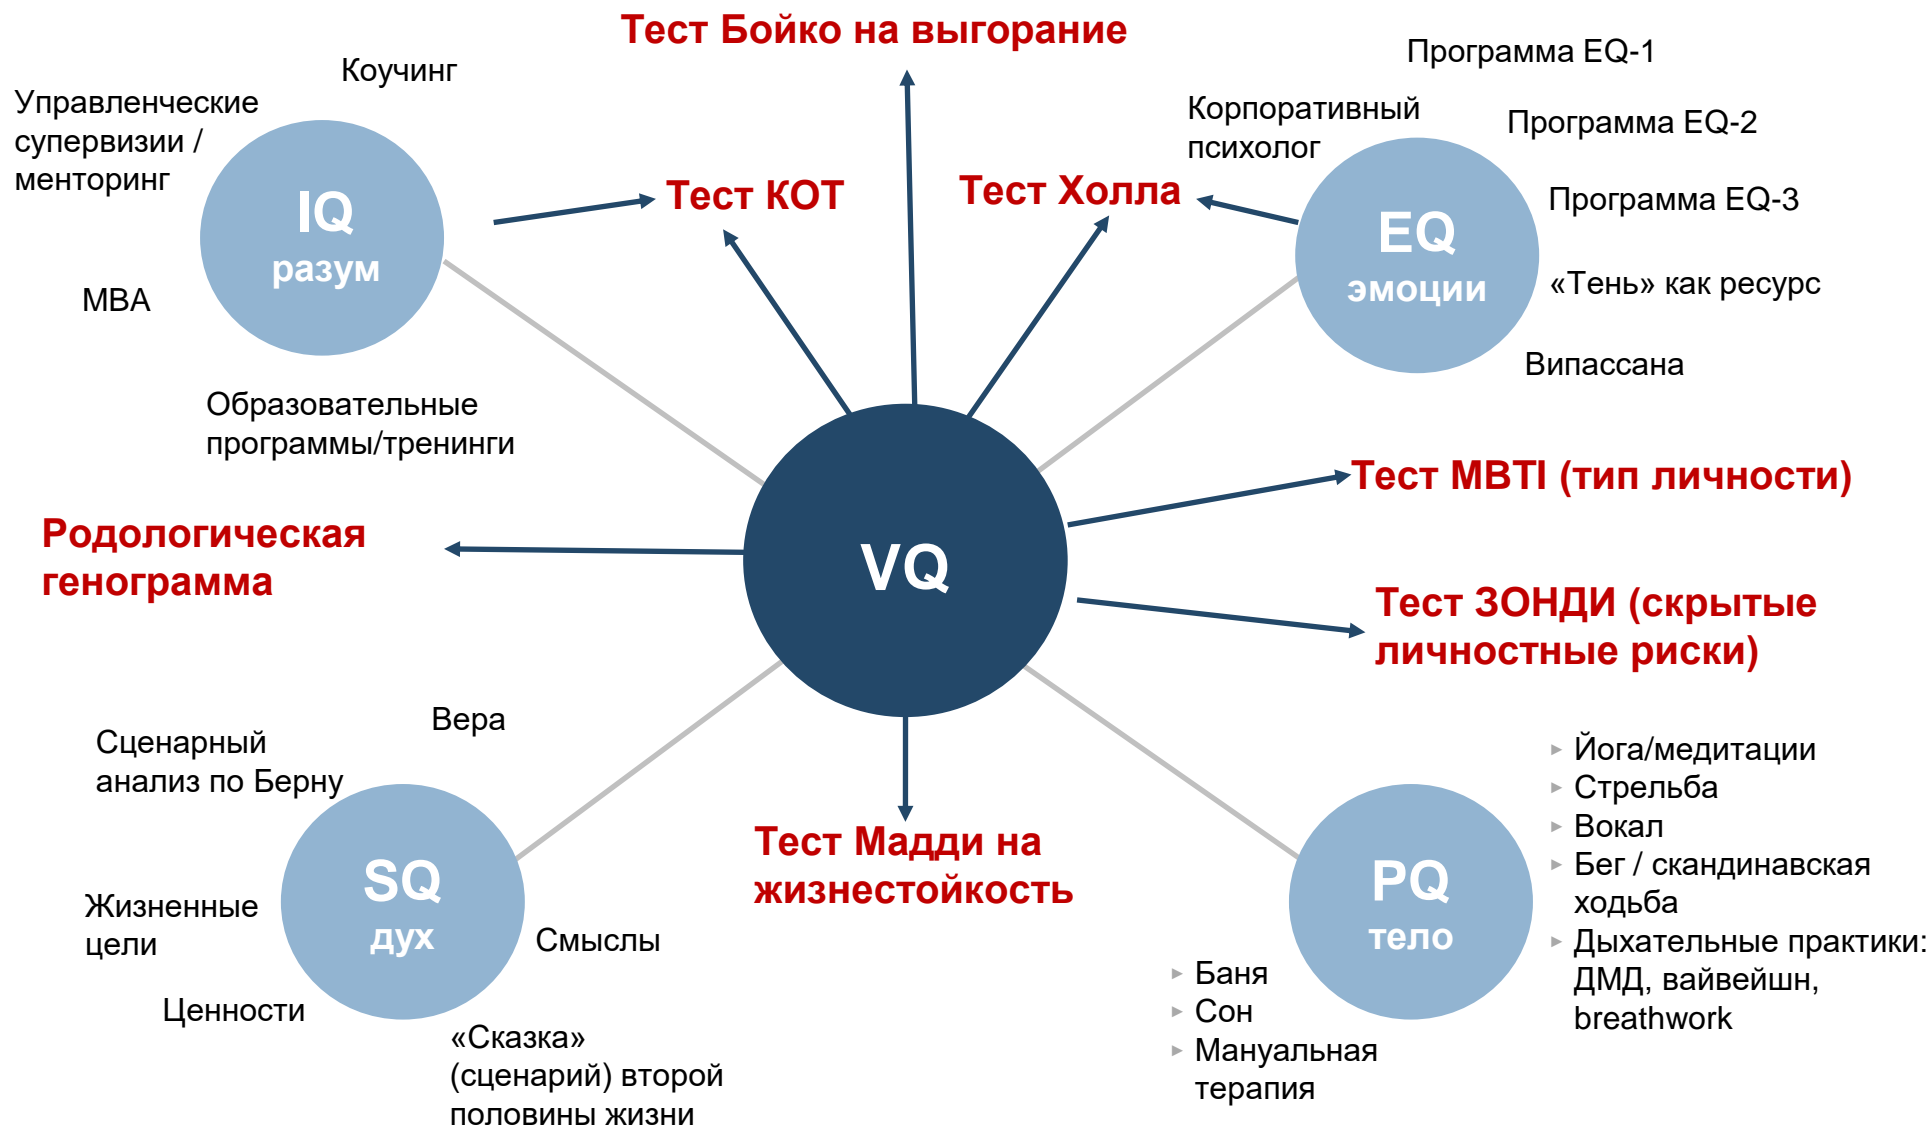 Тест Бойко на выгорание
Коучинг
Управленческие
супервизии /
менторинг
IQ
разум
MBA
Образовательные
программы/тренинги
Тест КОТ
Тест Холла
Программа EQ-1
Корпоративный
психолог
Программа EQ-2
Программа EQ-3
EQ
эмоции
«Тень» как ресурс
Випассана
Родологическая
генограмма
VQ
Тест MBTI (тип личности)
Тест ЗОНДИ (скрытые
личностные риски)
Вера
Сценарный
анализ по Берну
SQ
дух
Жизненные
цели
Смыслы
Ценности
«Сказка»
(сценарий) второй
половины жизни
Тест Мадди на
жизнестойкость
PQ
тело
► Йога/медитации
► Стрельба
► Вокал
► Бег / скандинавская
ходьба
► Дыхательные практики:
ДМД, вайвейшн,
breathwork
► Баня
► Сон
► Мануальная
терапия